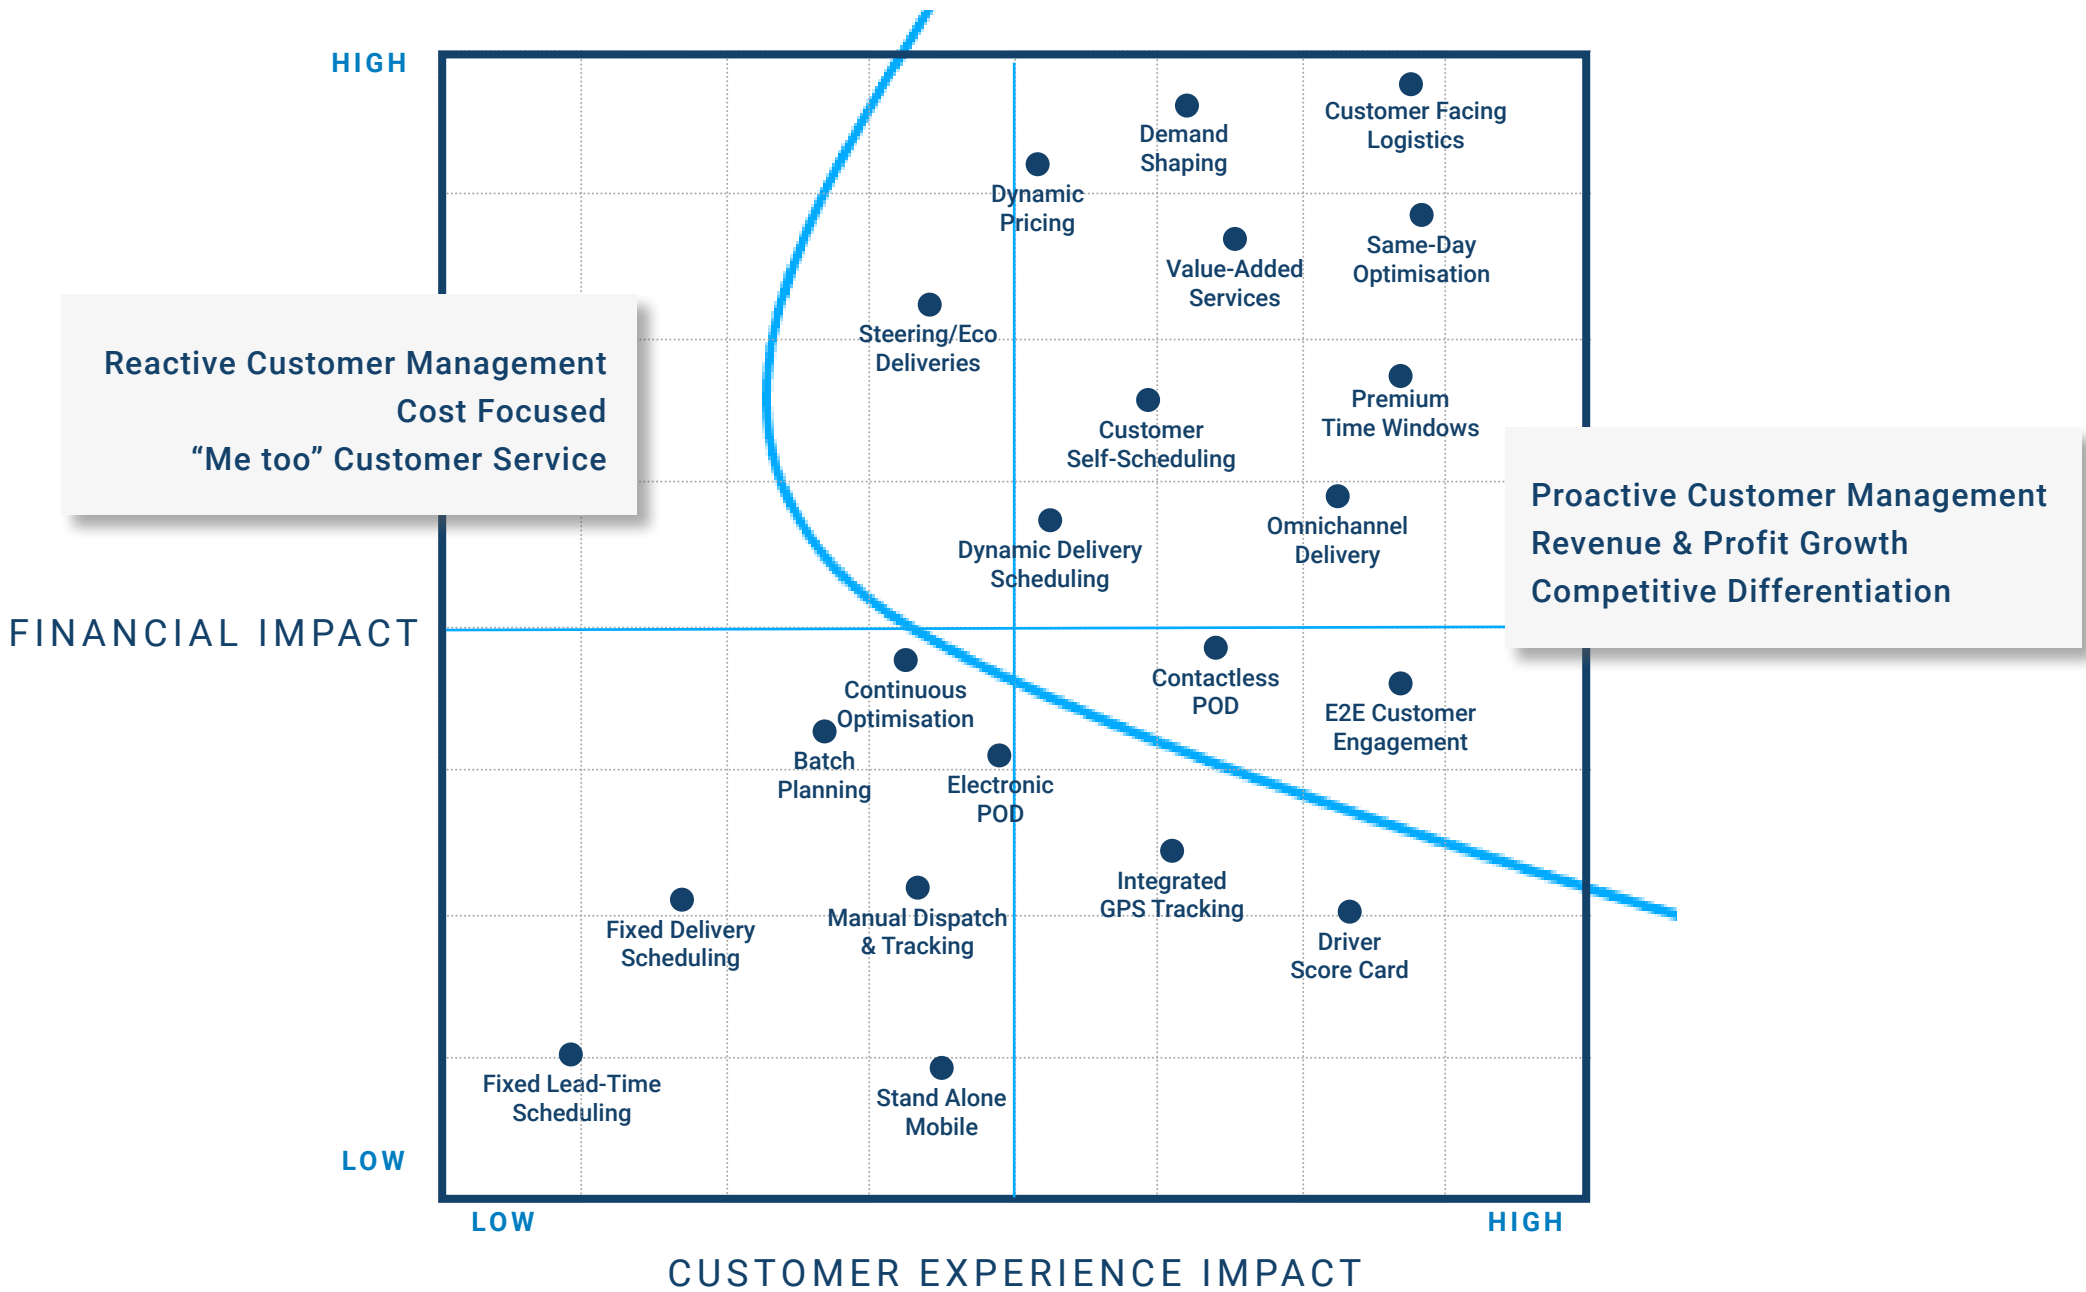 HIGH
Customer Facing
Logistics
Demand
Shaping
Dynamic
Pricing
Same-Day
Optimisation
Value-Added
Services
Steering/Eco
Deliveries
Reactive Customer Management
Cost Focused
“Me too” Customer Service
Premium
Time Windows
Customer
Self-Scheduling
Omnichannel
Delivery
Dynamic Delivery
Scheduling
Proactive Customer Management
Revenue & Profit Growth
Competitive Differentiation
FINANCIAL IMPACT
Contactless
POD
Continuous
Optimisation
E2E Customer
Engagement
Batch
Planning
Electronic
POD
Integrated
GPS Tracking
Manual Dispatch
& Tracking
Fixed Delivery
Scheduling
Driver
Score Card
Fixed Lead-Time
Scheduling
Stand Alone
Mobile
LOW
LOW
HIGH
CUSTOMER EXPERIENCE IMPACT